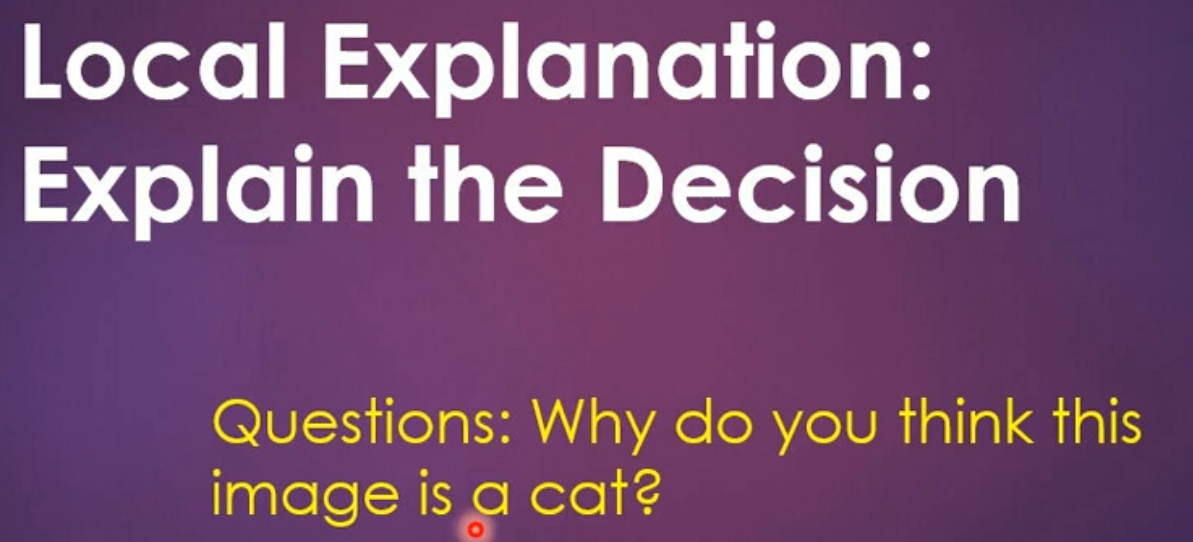 Local Explanation:
Explain the Decision
Questions: Why do you think this
image is a cat?